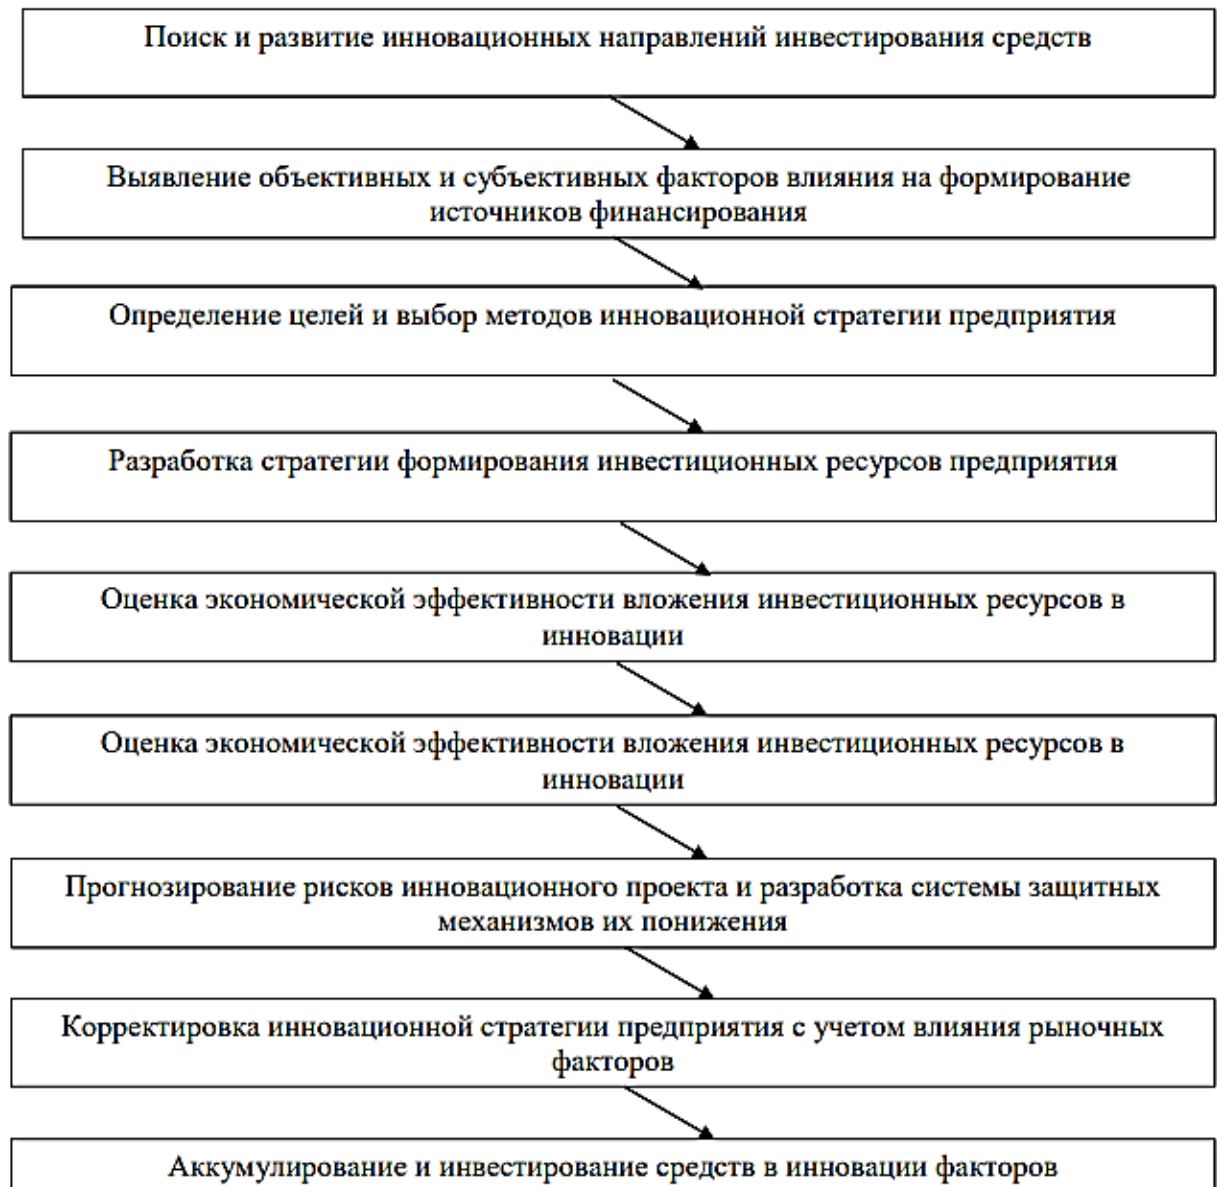 Поиск и развитие инновационных направлений инвестирования средств
Выявление объективных и субъективных факторов влияния на формирование
источников финансирования
Определение целей и выбор методов инновационной стратегии предприятия
Разработка стратегии формирования инвестиционных ресурсов предприятия
Оценка экономической эффективности вложения инвестиционных ресурсов в
инновации
Оценка экономической эффективности вложения инвестиционных ресурсов в
инновации
Прогнозирование рисков инновационного проекта и разработка системы защитных
механизмов их понижения
Корректировка инновационной стратегии предприятия с учетом влияния рыночных
факторов
Аккумулирование и инвестирование средств в инновации факторов